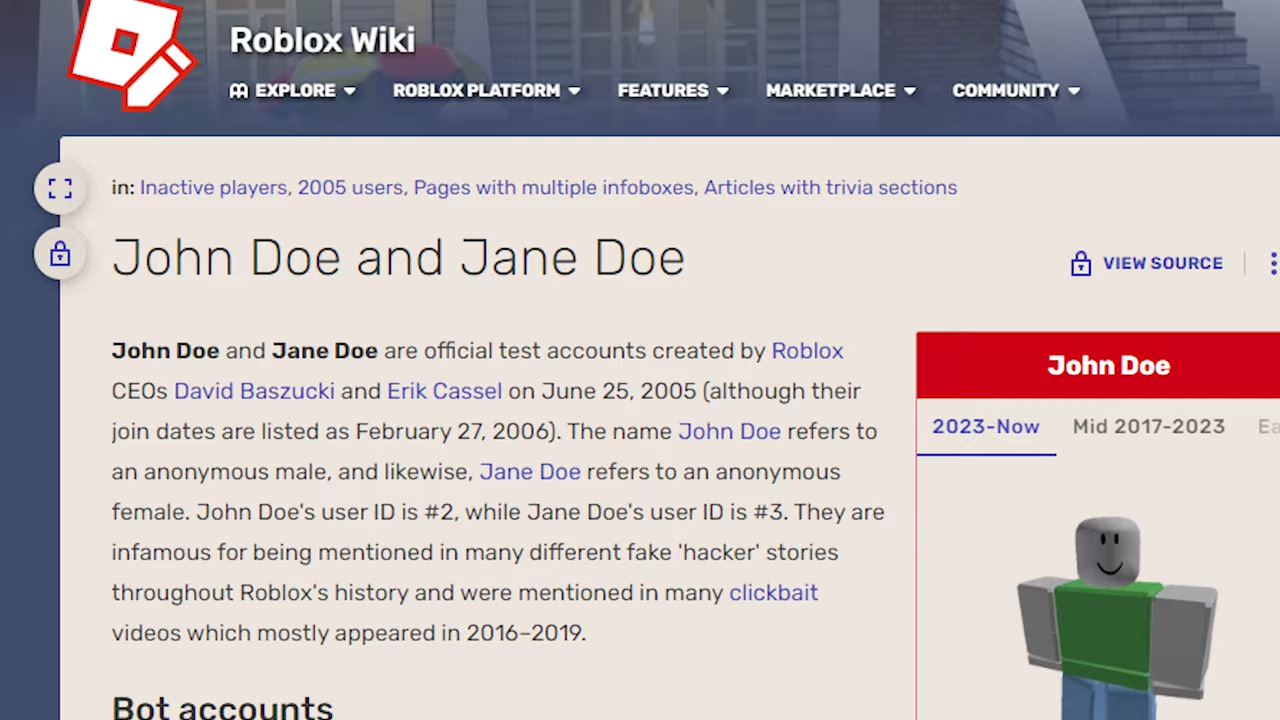 Roblox Wiki
EXPLORE ROBLOX PLATFORM FEATURES MARKETPLACE COMMUNITY
in: Inactive players, 2005 users, Pages with multiple infoboxes, Articles with trivia sections
John Doe and Jane Doe
VIEW SOURCE
John Doe and Jane Doe are official test accounts created by Roblox
CEOs David Baszucki and Erik Cassel on June 25, 2005 (although their
join dates are listed as February 27, 2006). The name John Doe refers to
an anonymous male, and likewise, Jane Doe refers to an anonymous
female. John Doe's user ID is #2, while Jane Doe's user ID is #3. They are
infamous for being mentioned in many different fake 'hacker' stories
throughout Roblox's history and were mentioned in many clickbait
videos which mostly appeared in 2016–2019.
Bot accounts
John Doe
2023-Now Mid 2017-2023 Ea